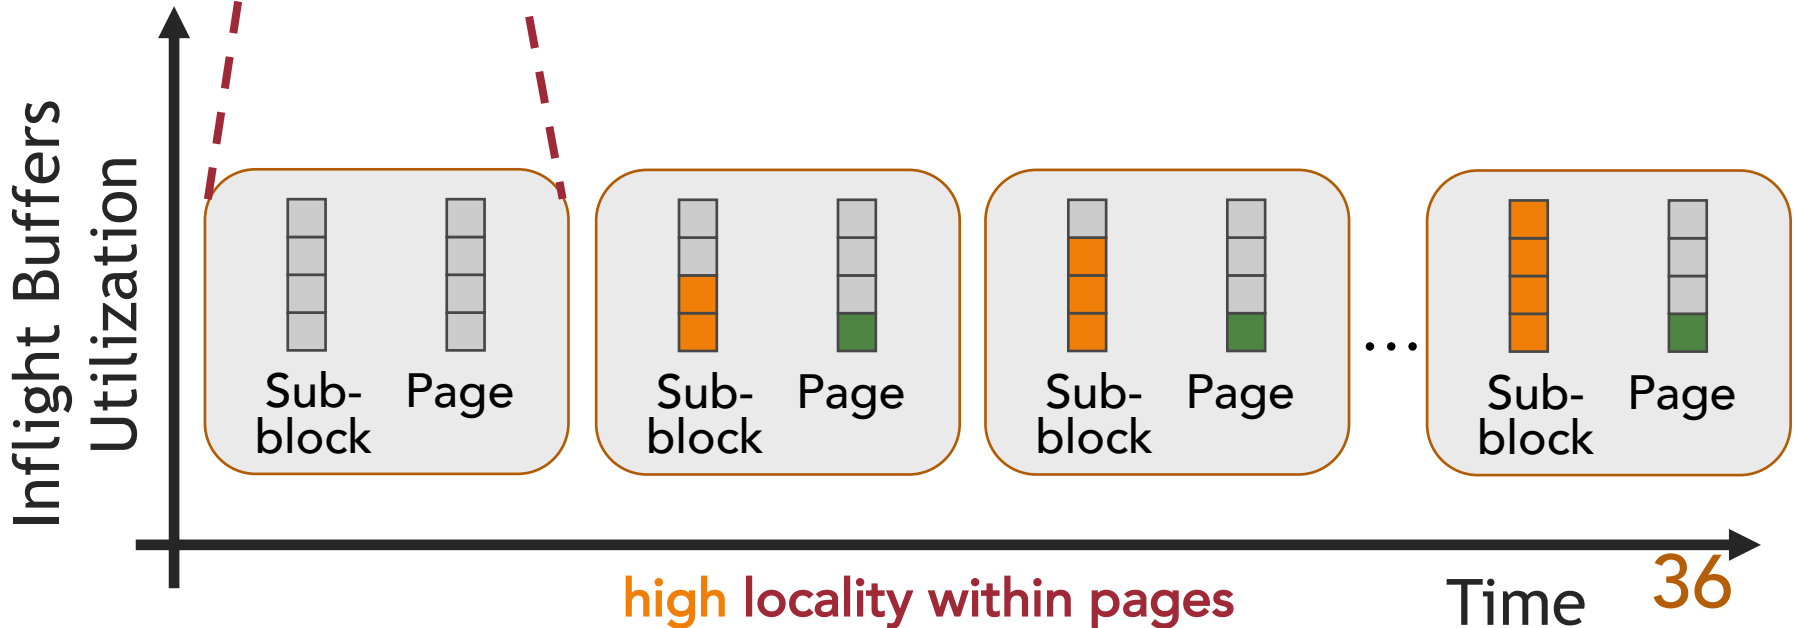 Inflight Buffers
Utilization
Sub-
block
Page
Sub-
block
Page
Sub-
block
Page
...
Sub-
block
Page
high locality within pages
Time
36